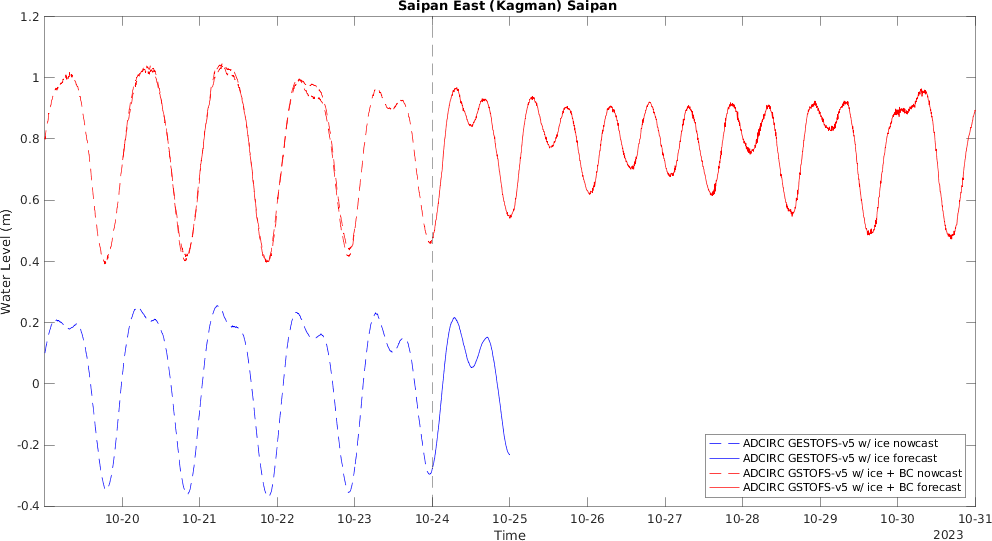 Saipan East (Kagman) Saipan
1.2
1
0.8
0.6
0.4
0.2
0
-0.2
-0.4
Water Level (m)
ADCIRC GESTOFS-v5 w/ ice nowcast
ADCIRC GESTOFS-v5 w/ ice forecast
ADCIRC GSTOFS-v5 w/ ice + BC nowcast
ADCIRC GSTOFS-v5 w/ ice + BC forecast
10-20 10-21 10-22 10-23 10-24 10-25 10-26 10-27 10-28 10-29 10-30 10-31
Time
2023